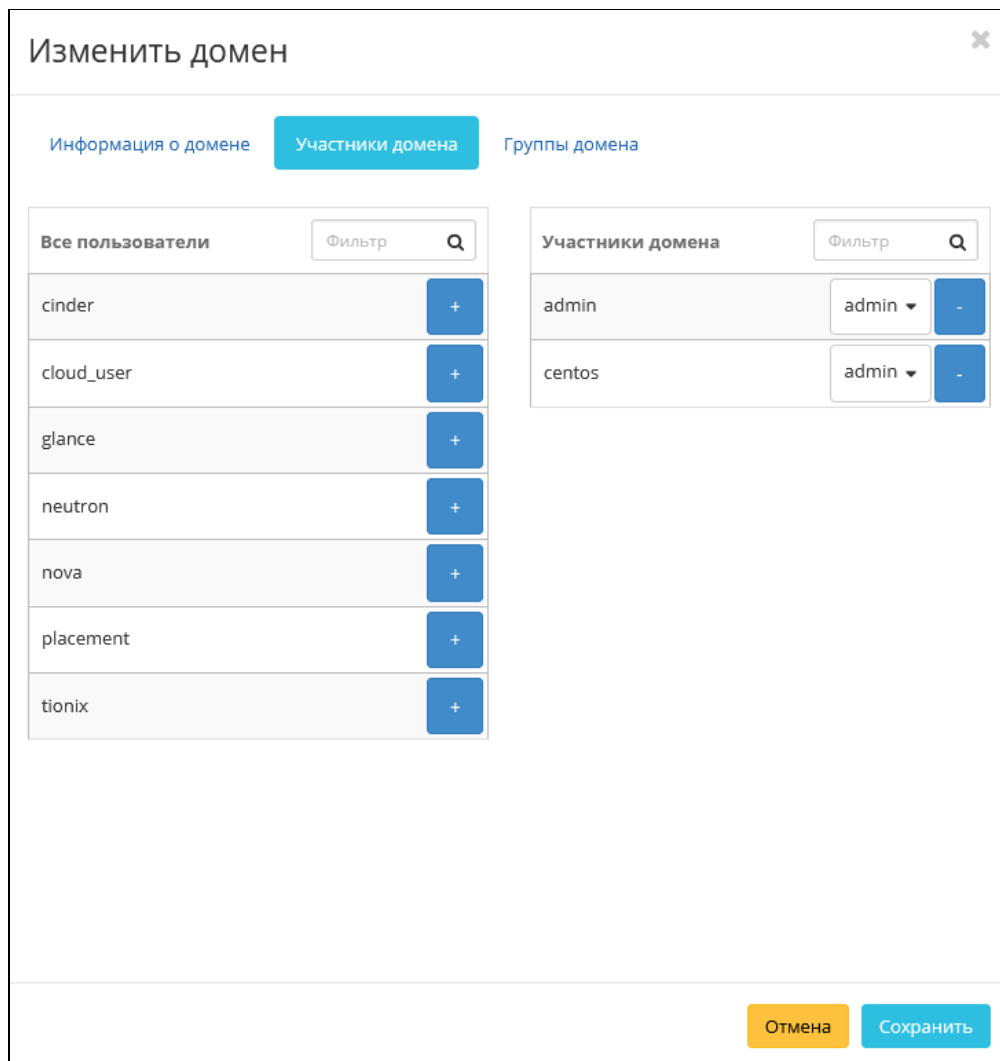 Изменить домен
Информация о домене Участники домена Группы домена
Все пользователи Фильтр
cinder +
cloud_user +
glance +
neutron +
nova +
placement +
tionix +
Участники домена Фильтр
admin admin -
centos admin -
Отмена Сохранить